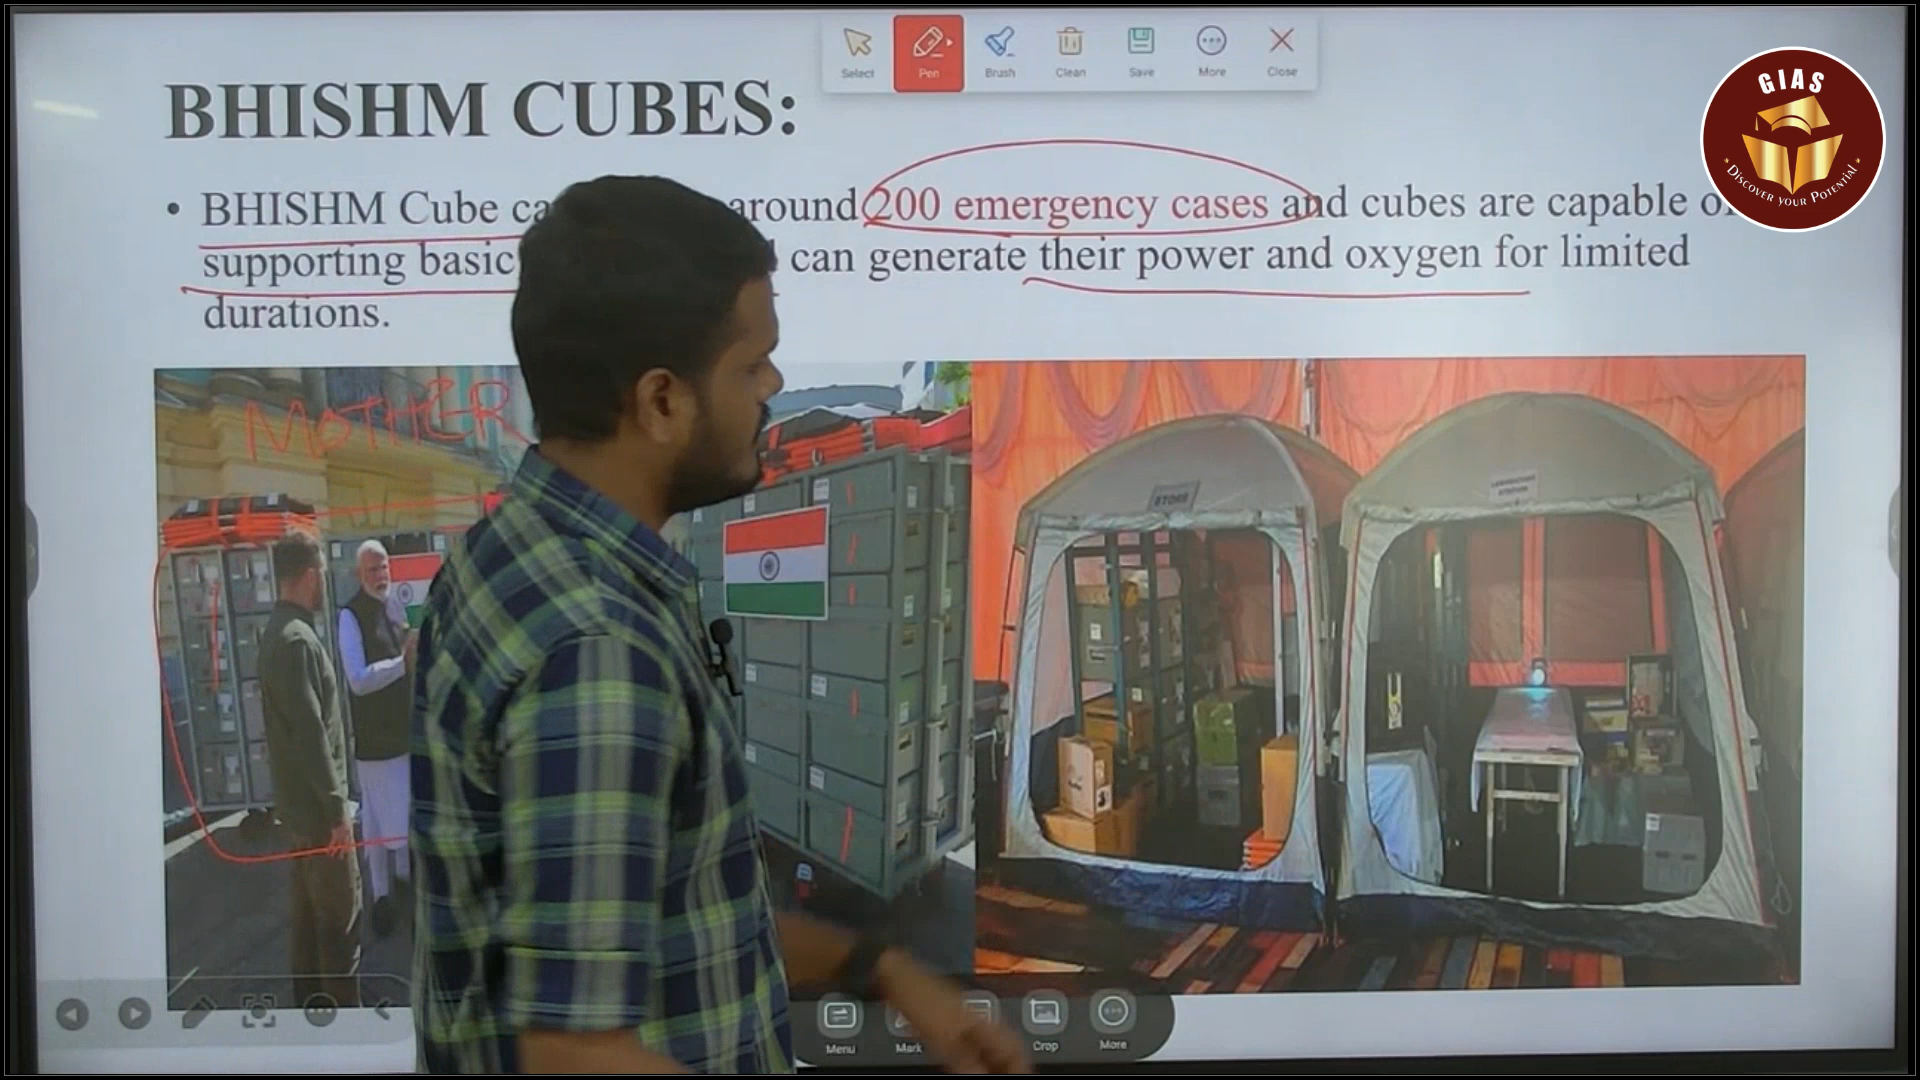 Select Pen Brush Clean Save More Close
GIAS
DISCOVER YOUR POTENTIAL
BHISHM CUBES:
• BHISHM Cube around 200 emergency cases and cubes are capable
supporting basic can generate their power and oxygen for limited
durations.
MOTHER
STORE
Menu Mark Crop More